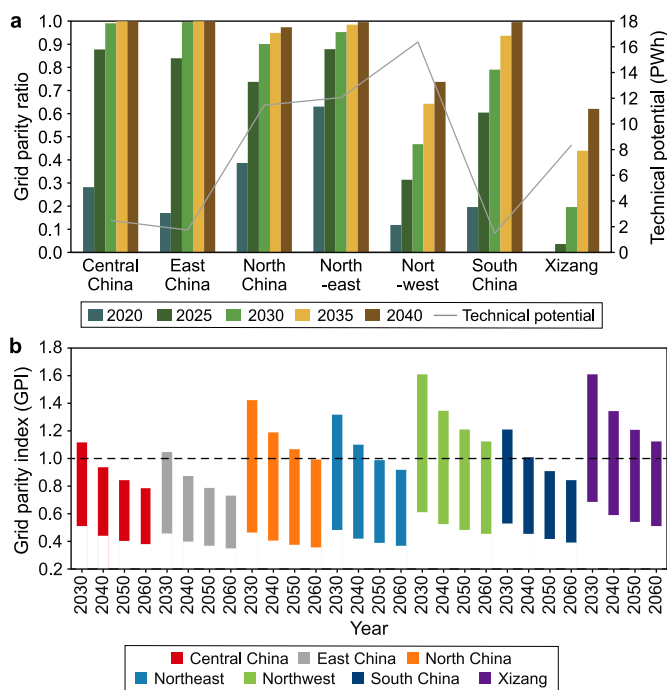 a
Grid parity ratio
1.0
0.9
0.8
0.7
0.6
0.5
0.4
0.3
0.2
0.1
0.0
18
16
14
12
10
8
6
4
2
0
Technical potential (PWh)
Central China
East China
North China
North -east
Nort -west
South China
Xizang
2020 2025 2030 2035 2040 Technical potential
b
Grid parity index (GPI)
1.8
1.6
1.4
1.2
1.0
0.8
0.6
0.4
0.2
2030 2040 2050 2060 2030 2040 2050 2060 2030 2040 2050 2060 2030 2040 2050 2060 2030 2040 2050 2060 2030 2040 2050 2060 2030 2040 2050 2060
Year
Central China East China North China
Northeast Northwest South China Xizang